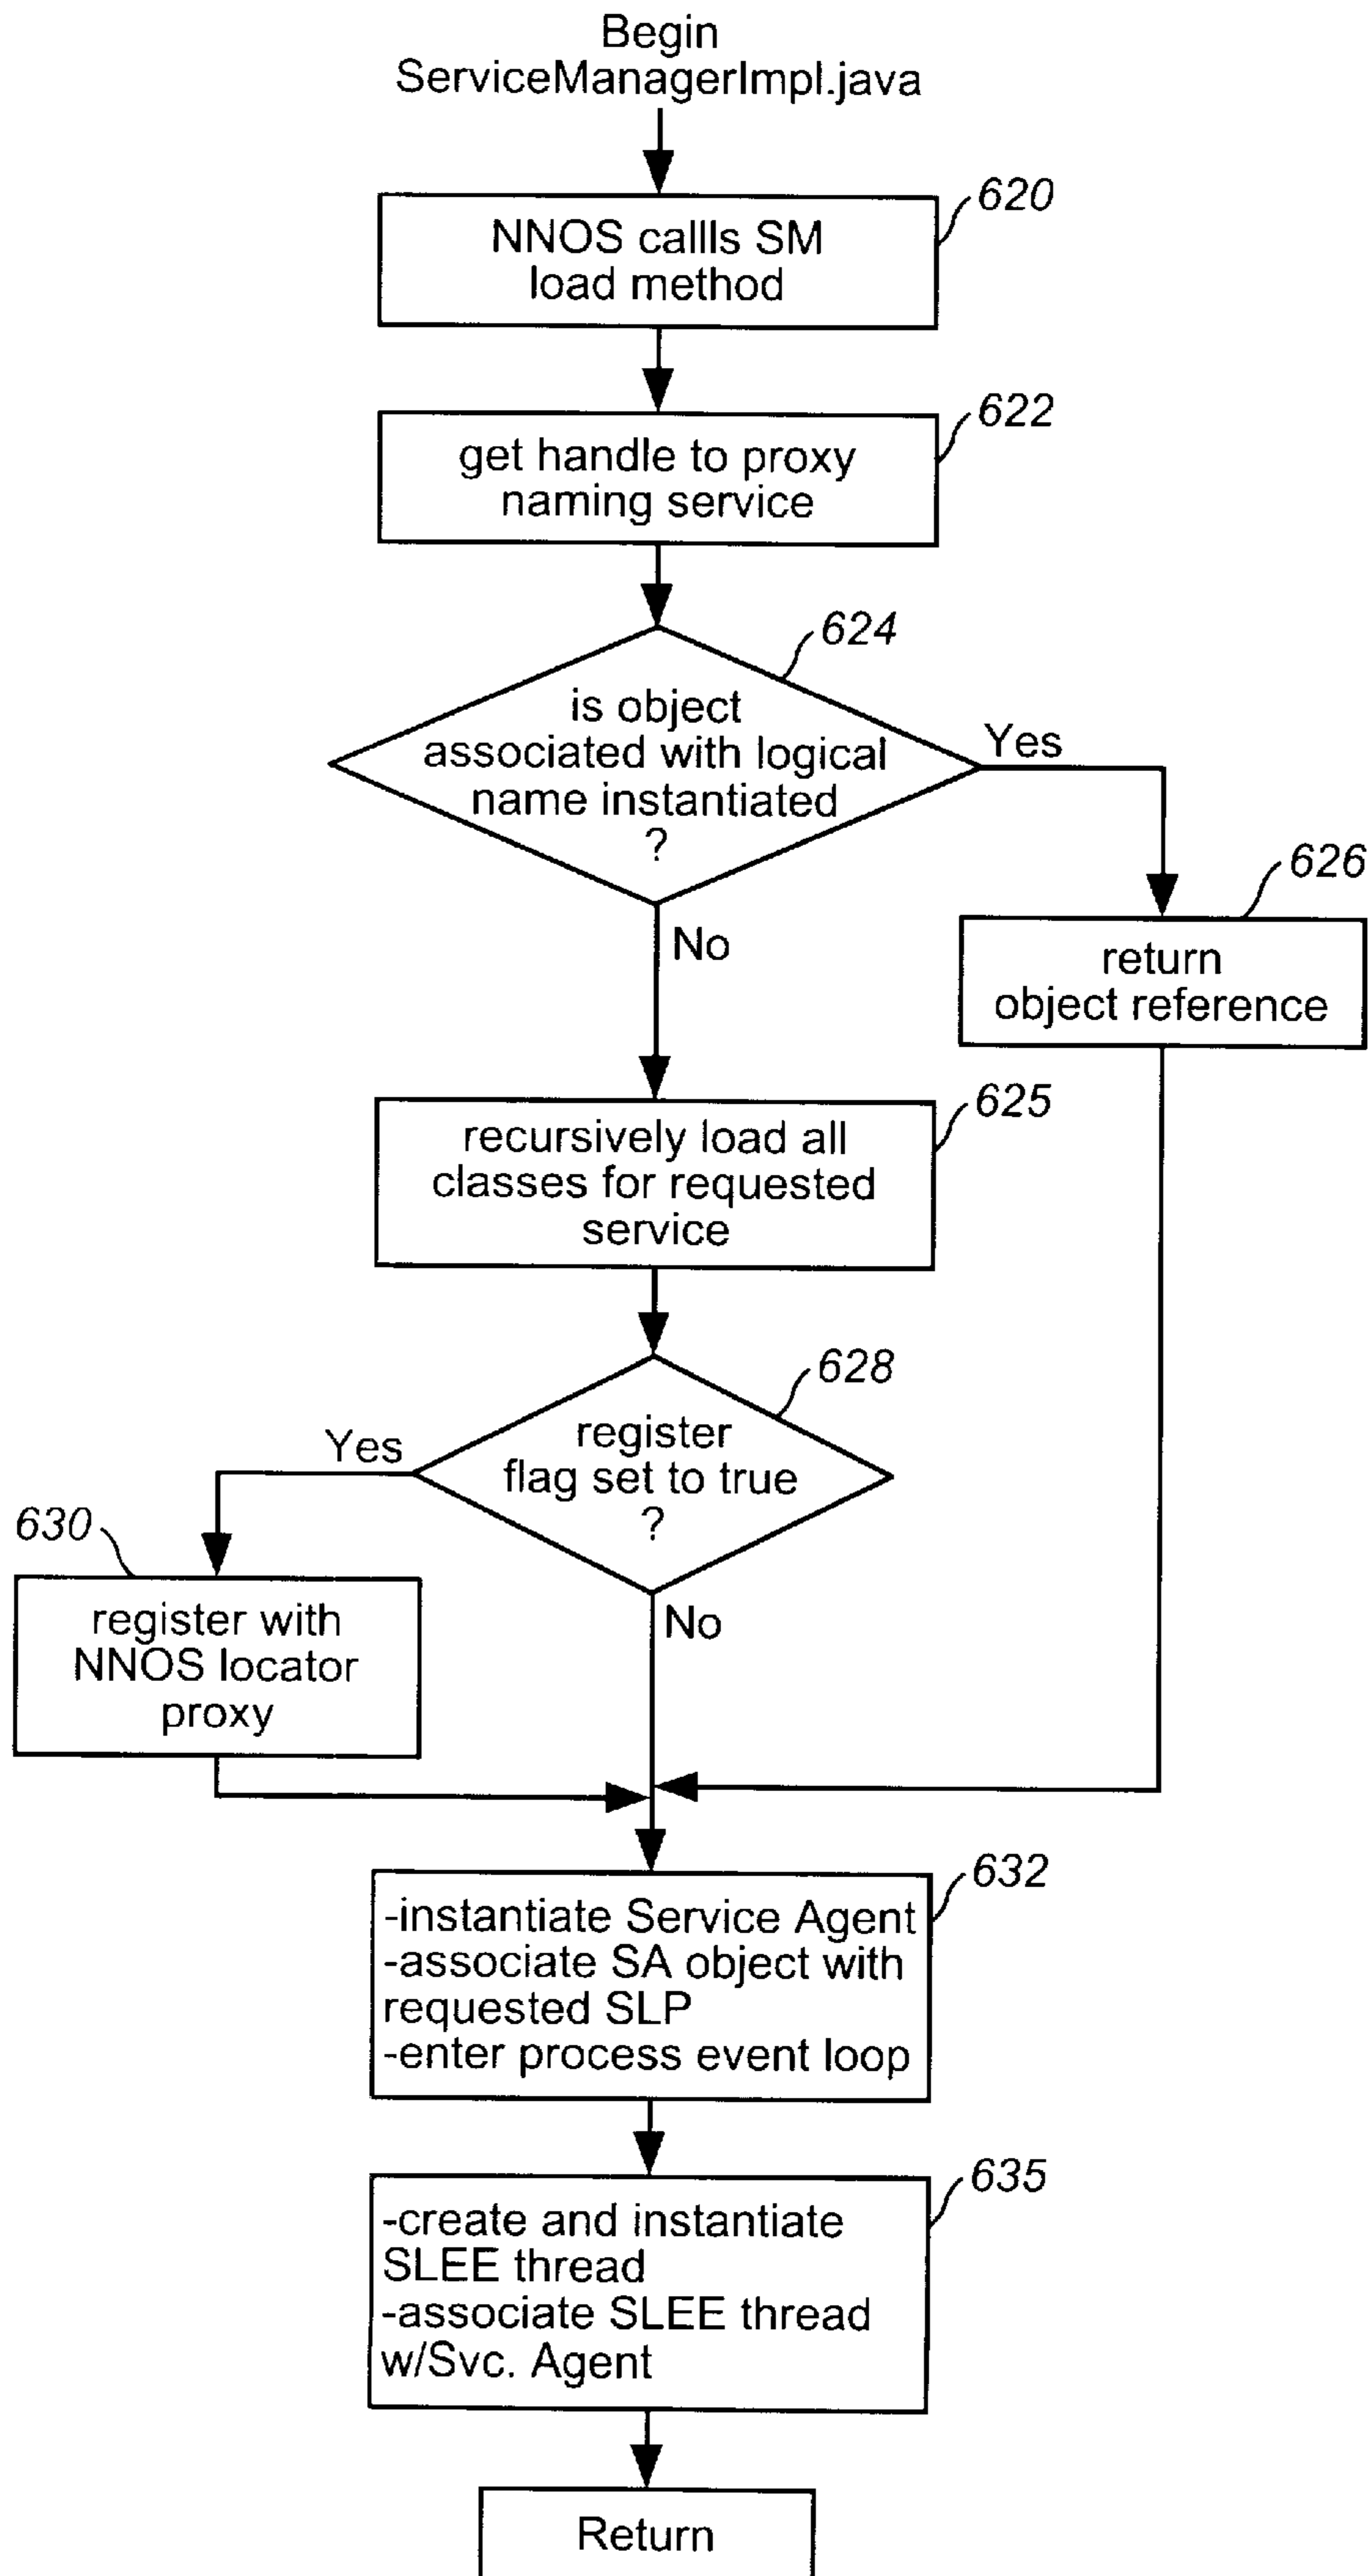 Begin
ServiceManagerImpl.java
620
NNOS callls SM
load method
622
get handle to proxy
naming service
624
is object
associated with logical
name instantiated
?
Yes
626
No
return
object reference
625
recursively load all
classes for requested
service
628
register
flag set to true
?
Yes
630
register with
NNOS locator
proxy
No
632
-instantiate Service Agent
-associate SA object with
requested SLP
-enter process event loop
635
-create and instantiate
SLEE thread
-associate SLEE thread
w/Svc. Agent
Return